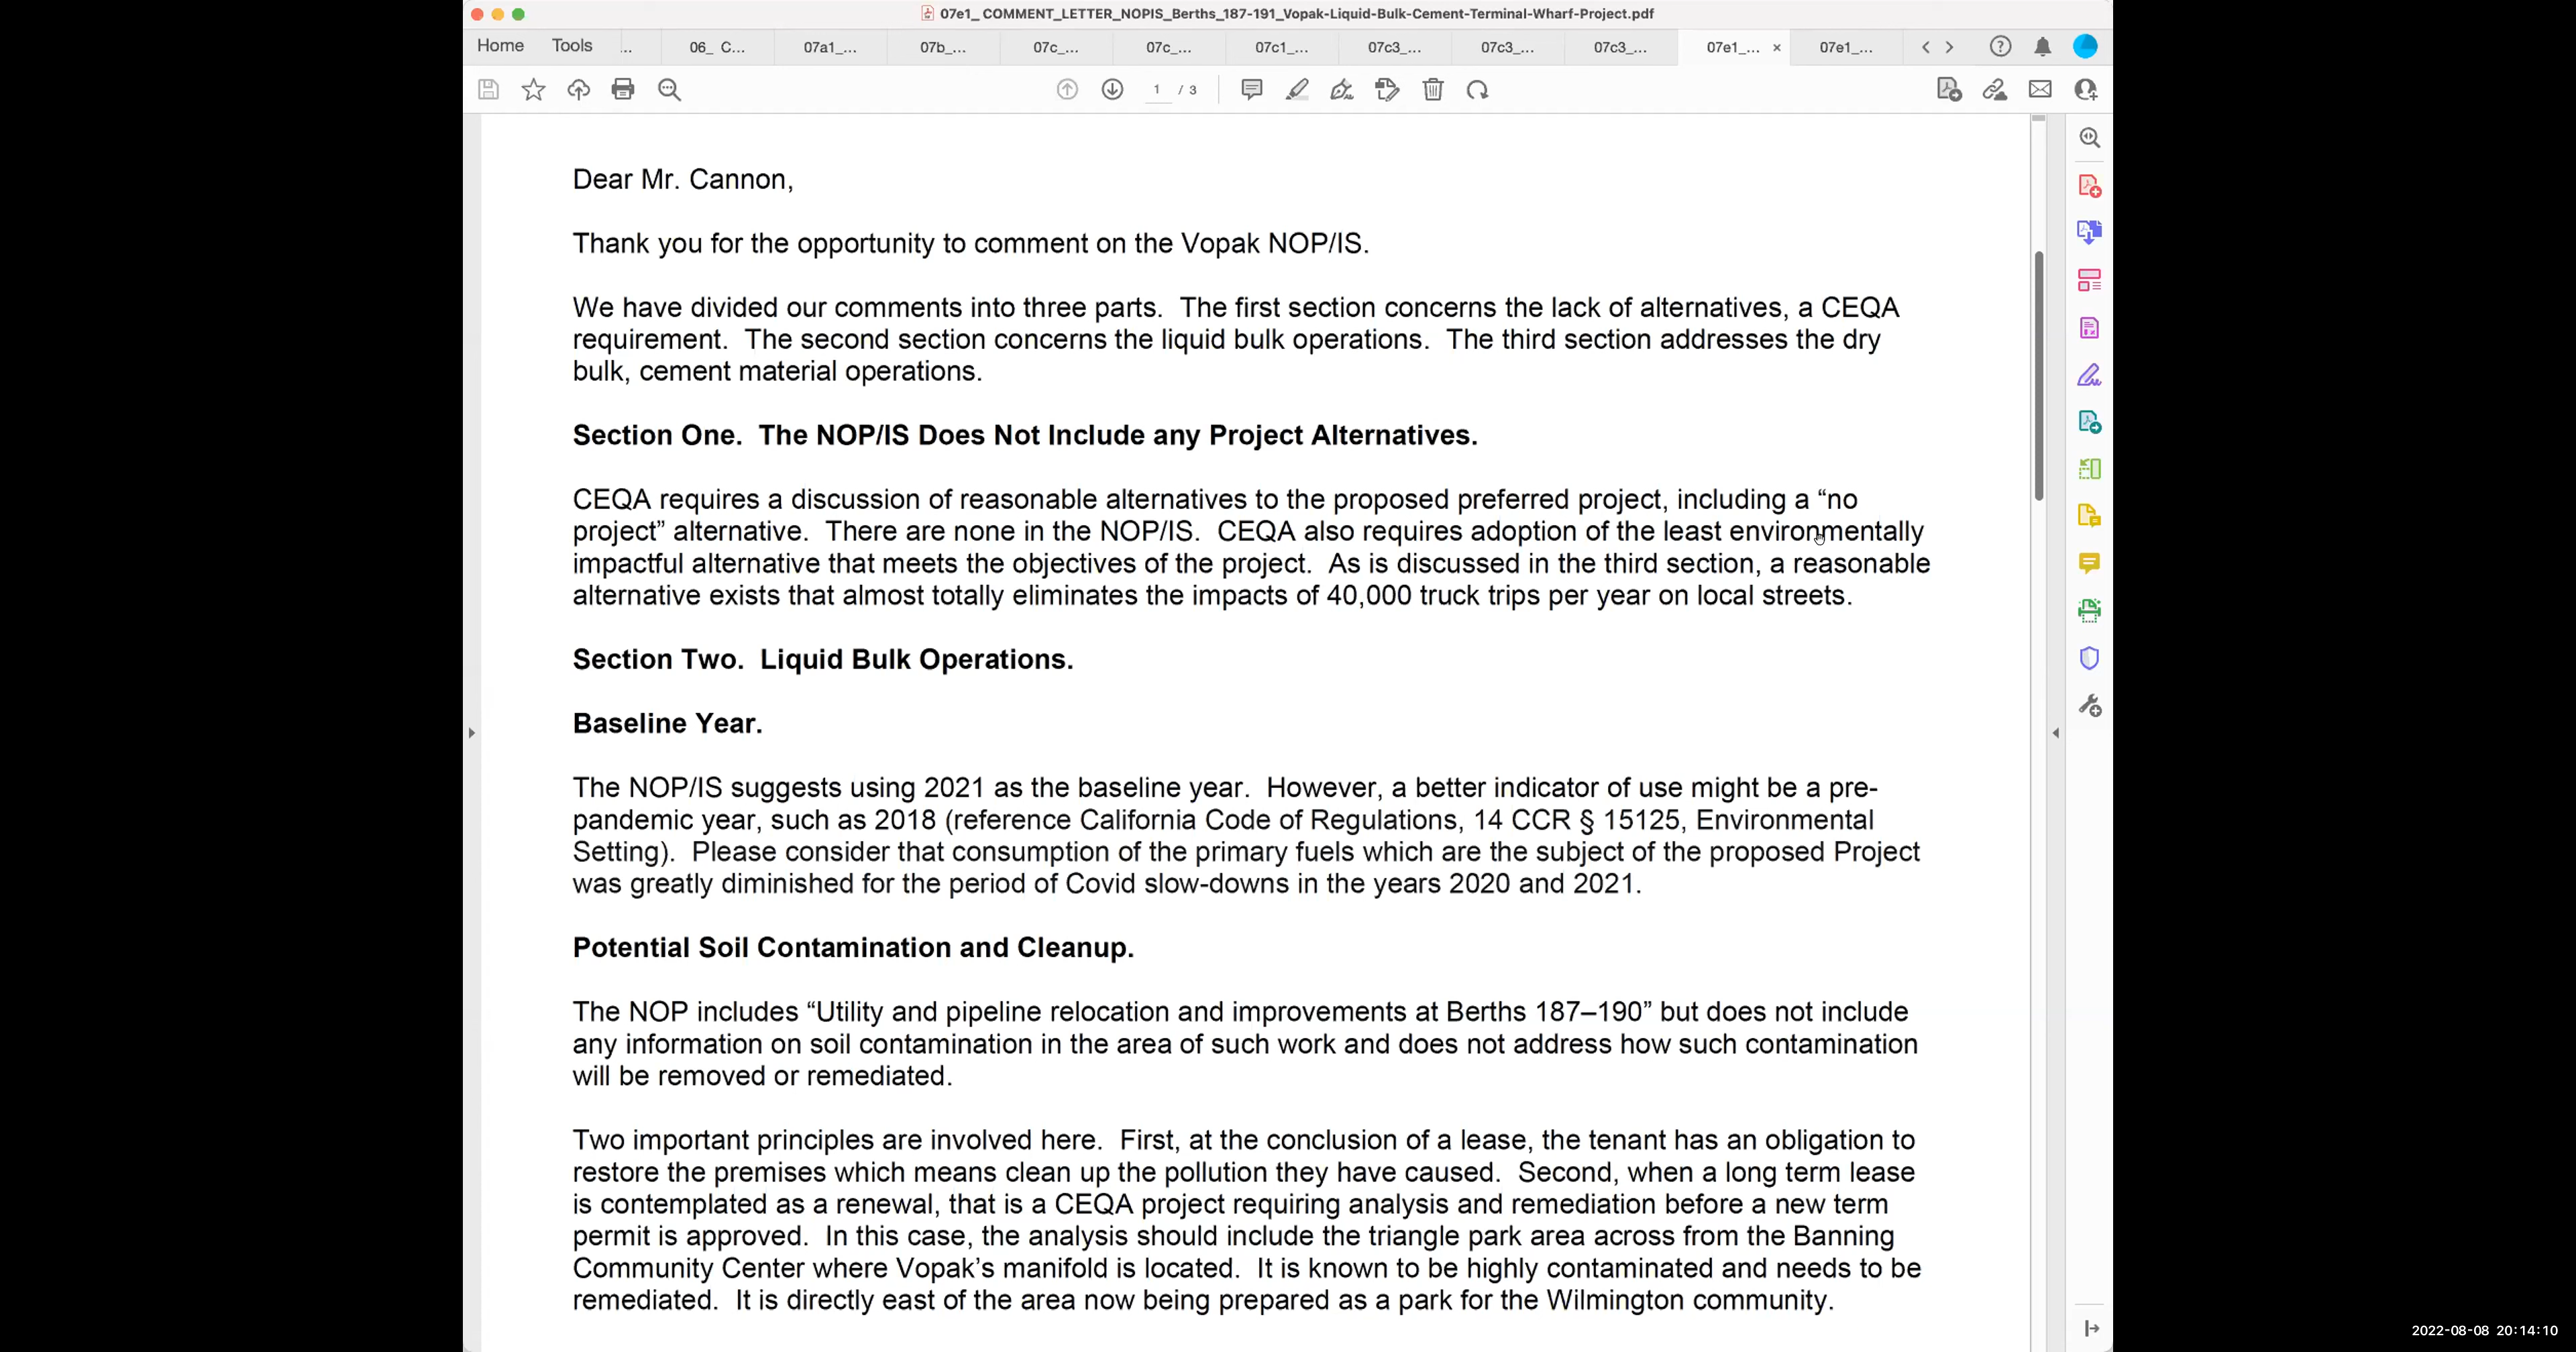 07e1_ COMMENT_LETTER_NOPIS_Berths_187-191_Vopak-Liquid-Bulk-Cement-Terminal-Wharf-Project.pdf
Home Tools ... 06_ C... 07a1_... 07b_... 07c_... 07c_... 07c1_... 07c3_... 07c3_... 07c3_... 07e1_... × 07e1_...
1 / 3
Dear Mr. Cannon,
Thank you for the opportunity to comment on the Vopak NOP/IS.
We have divided our comments into three parts. The first section concerns the lack of alternatives, a CEQA
requirement. The second section concerns the liquid bulk operations. The third section addresses the dry
bulk, cement material operations.
Section One. The NOP/IS Does Not Include any Project Alternatives.
CEQA requires a discussion of reasonable alternatives to the proposed preferred project, including a “no
project” alternative. There are none in the NOP/IS. CEQA also requires adoption of the least environmentally
impactful alternative that meets the objectives of the project. As is discussed in the third section, a reasonable
alternative exists that almost totally eliminates the impacts of 40,000 truck trips per year on local streets.
Section Two. Liquid Bulk Operations.
Baseline Year.
The NOP/IS suggests using 2021 as the baseline year. However, a better indicator of use might be a pre-
pandemic year, such as 2018 (reference California Code of Regulations, 14 CCR § 15125, Environmental
Setting). Please consider that consumption of the primary fuels which are the subject of the proposed Project
was greatly diminished for the period of Covid slow-downs in the years 2020 and 2021.
Potential Soil Contamination and Cleanup.
The NOP includes “Utility and pipeline relocation and improvements at Berths 187–190” but does not include
any information on soil contamination in the area of such work and does not address how such contamination
will be removed or remediated.
Two important principles are involved here. First, at the conclusion of a lease, the tenant has an obligation to
restore the premises which means clean up the pollution they have caused. Second, when a long term lease
is contemplated as a renewal, that is a CEQA project requiring analysis and remediation before a new term
permit is approved. In this case, the analysis should include the triangle park area across from the Banning
Community Center where Vopak’s manifold is located. It is known to be highly contaminated and needs to be
remediated. It is directly east of the area now being prepared as a park for the Wilmington community.
2022-08-08 20:14:10